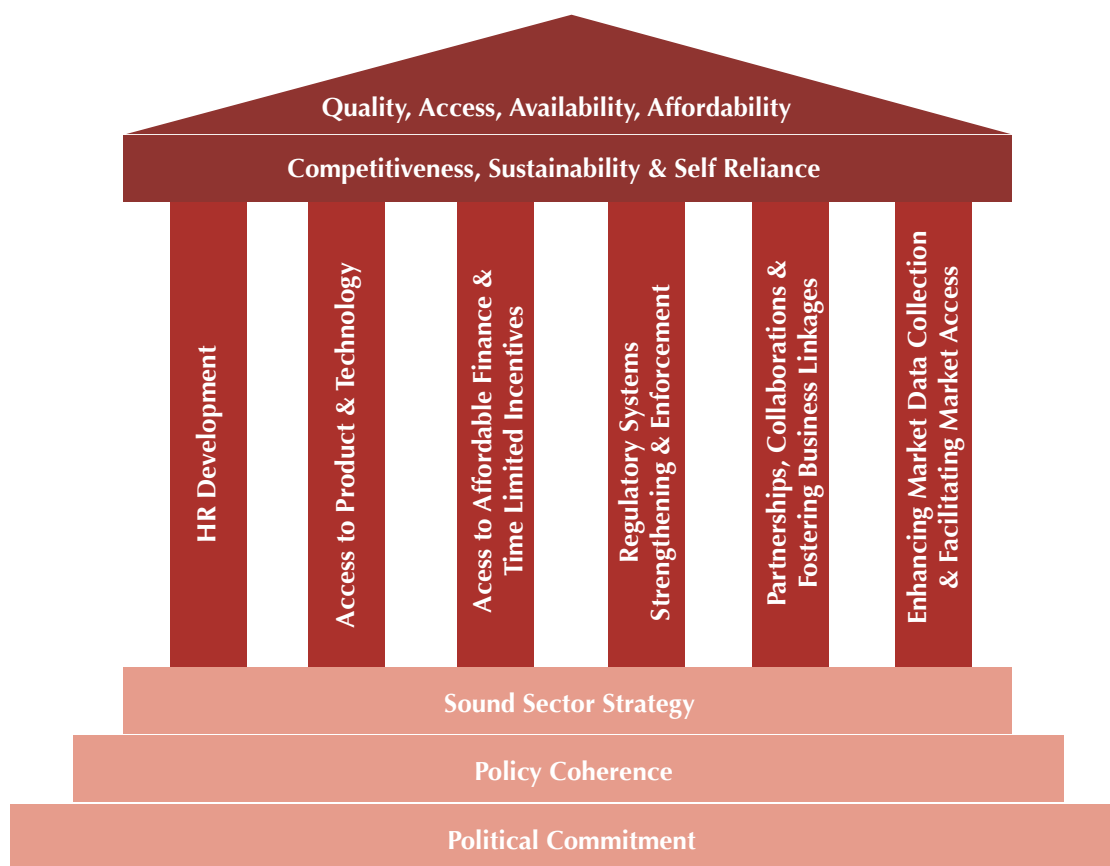 Quality, Access, Availability, Affordability
Competitiveness, Sustainability & Self Reliance
HR Development
Access to Product & Technology
Acess to Affordable Finance &
Time Limited Incentives
Regulatory Systems
Strengthening & Enforcement
Partnerships, Collaborations &
Fostering Business Linkages
Enhancing Market Data Collection
& Facilitating Market Access
Sound Sector Strategy
Policy Coherence
Political Commitment